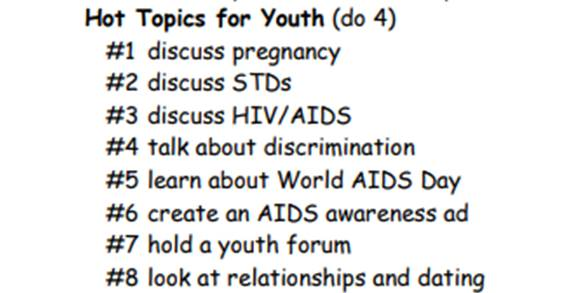 Hot Topics for Youth (do 4)
#1 discuss pregnancy
#2 discuss STDs
#3 discuss HIV/AIDS
#4 talk about discrimination
#5 learn about World AIDS Day
#6 create an AIDS awareness ad
#7 hold a youth forum
#8 look at relationships and dating